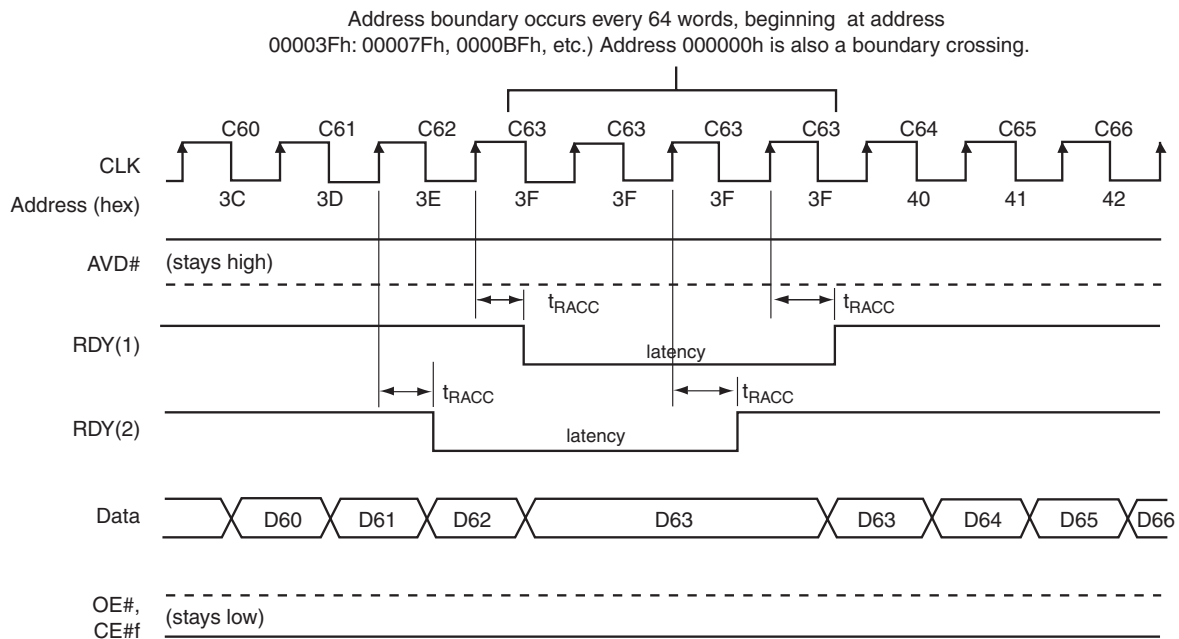 Address boundary occurs every 64 words, beginning at address
00003Fh: 00007Fh, 0000BFh, etc.) Address 000000h is also a boundary crossing.
C60 C61 C62 C63 C63 C63 C63 C64 C65 C66
CLK
Address (hex) 3C 3D 3E 3F 3F 3F 3F 40 41 42
AVD# (stays high)
tRACC tRACC
RDY(1) latency
tRACC tRACC
RDY(2) latency
Data D60 D61 D62 D63 D63 D64 D65 D66
OE#,
CE#f (stays low)